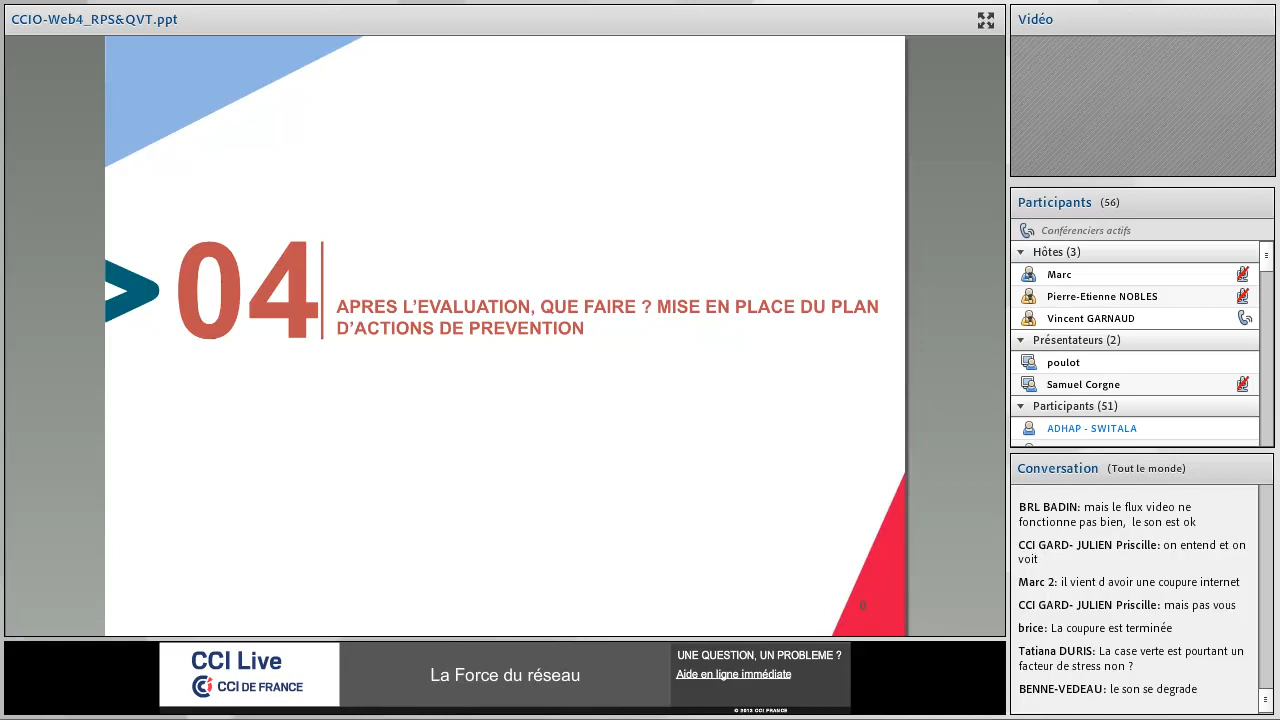 CCIO-Web4_RPS&QVT.ppt
>04
APRES L’EVALUATION, QUE FAIRE ? MISE EN PLACE DU PLAN
D’ACTIONS DE PREVENTION
0
CCI Live
CCI DE FRANCE
La Force du réseau
UNE QUESTION, UN PROBLEME ?
Aide en ligne immédiate
© 2013 CCI FRANCE
Vidéo
Participants (56)
Conférenciers actifs
Hôtes (3)
Marc
Pierre-Etienne NOBLES
Vincent GARNAUD
Présentateurs (2)
poulot
Samuel Corgne
Participants (51)
ADHAP - SWITALA
Conversation (Tout le monde)
BRL BADIN: mais le flux video ne
fonctionne pas bien, le son est ok
CCI GARD- JULIEN Priscille: on entend et on
voit
Marc 2: il vient d avoir une coupure internet
CCI GARD- JULIEN Priscille: mais pas vous
brice: La coupure est terminée
Tatiana DURIS: La sévérité est pourtant un
facteur de stress non ?
BENNE-VEDEAU: le son se degrade